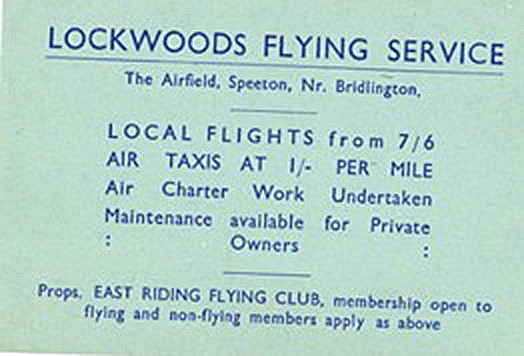 LOCKWOODS FLYING SERVICE
The Airfield, Speeton, Nr. Bridlington.
LOCAL FLIGHTS from 7/6
AIR TAXIS AT 1/- PER MILE
Air Charter Work Undertaken
Maintenance available for Private
: Owners :
Props. EAST RIDING FLYING CLUB, membership open to
flying and non-flying members apply as above